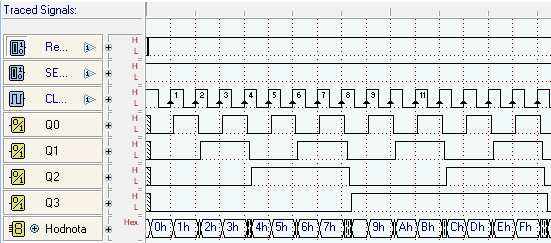 Traced Signals:
Re... H L
SE... H L
CL... H L 1 2 3 4 5 6 7 8 9 11
Q0 H L
Q1 H L
Q2 H L
Q3 H L
Hodnota Hex 0h 1h 2h 3h 4h 5h 6h 7h 9h Ah Bh Ch Dh Eh Fh